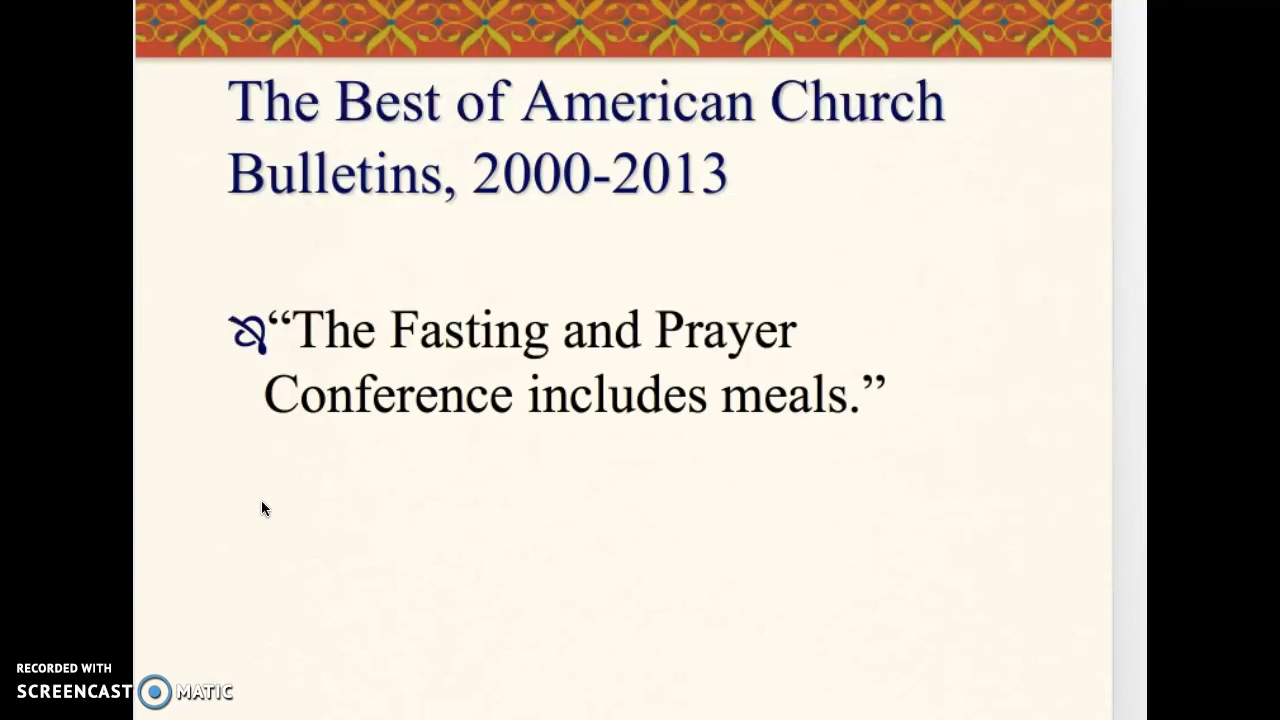 The Best of American Church
Bulletins, 2000-2013
“The Fasting and Prayer
Conference includes meals.”
RECORDED WITH
SCREENCAST MATIC